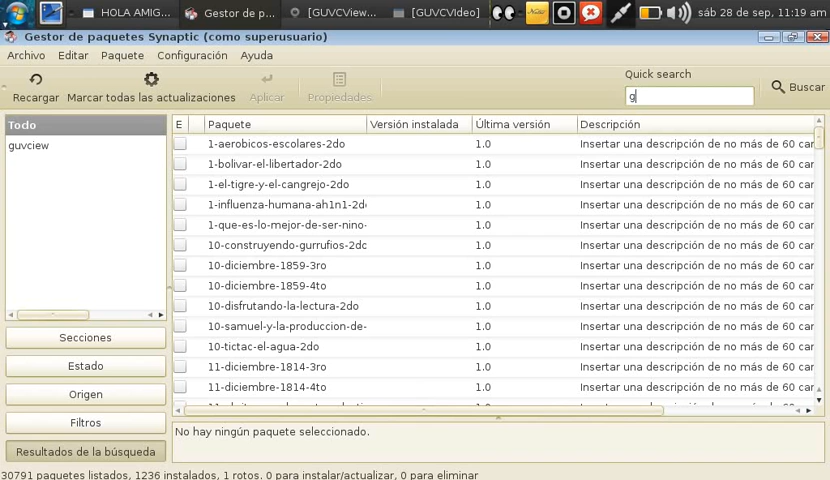 HOLA AMIG...
Gestor de p...
[GUVCView...
[GUVCVIdeo]
sáb 28 de sep, 11:19 am
Gestor de paquetes Synaptic (como superusuario)
Archivo Editar Paquete Configuración Ayuda
Recargar
Marcar todas las actualizaciones
Aplicar
Propiedades
Quick search
g
Buscar
Todo
guvciew
E Paquete Versión instalada Última versión Descripción
1-aerobicos-escolares-2do 1.0 Insertar una descripción de no más de 60 car
1-bolivar-el-libertador-2do 1.0 Insertar una descripción de no más de 60 car
1-el-tigre-y-el-cangrejo-2do 1.0 Insertar una descripción de no más de 60 car
1-influenza-humana-ah1n1-2do 1.0 Insertar una descripción de no más de 60 car
1-que-es-lo-mejor-de-ser-nino- 1.0 Insertar una descripción de no más de 60 car
10-construyendo-gurrufios-2do 1.0 Insertar una descripción de no más de 60 car
10-diciembre-1859-3ro 1.0 Insertar una descripción de no más de 60 car
10-diciembre-1859-4to 1.0 Insertar una descripción de no más de 60 car
10-disfrutando-la-lectura-2do 1.0 Insertar una descripción de no más de 60 car
10-samuel-y-la-produccion-de- 1.0 Insertar una descripción de no más de 60 car
10-tictac-el-agua-2do 1.0 Insertar una descripción de no más de 60 car
11-diciembre-1814-3ro 1.0 Insertar una descripción de no más de 60 car
11-diciembre-1814-4to 1.0 Insertar una descripción de no más de 60 car
Secciones
Estado
Origen
Filtros
Resultados de la búsqueda
No hay ningún paquete seleccionado.
30791 paquetes listados, 1236 instalados, 1 rotos. 0 para instalar/actualizar, 0 para eliminar